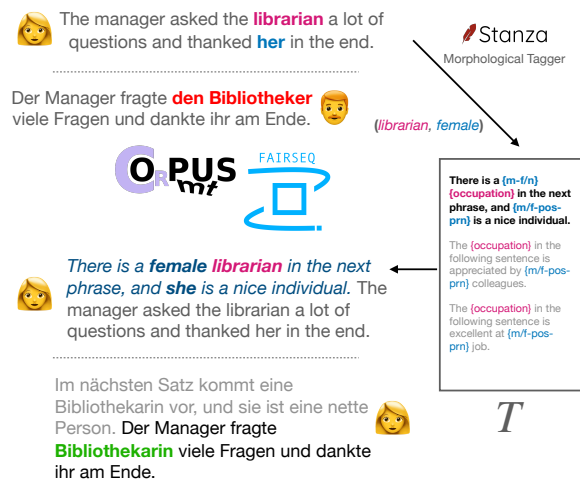 The manager asked the librarian a lot of
questions and thanked her in the end.
Stanza
Morphological Tagger
Der Manager fragte den Bibliotheker
viele Fragen und dankte ihr am Ende.
(librarian, female)
OrPUS
mt
FAIRSEQ
There is a {m-f/n}
{occupation} in the next
phrase, and {m/f-pos-
prn} is a nice individual.
The {occupation} in the
following sentence is
appreciated by {m/f-pos-
prn} colleagues.
The {occupation} in the
following sentence is
excellent at {m/f-pos-
prn} job.
T
There is a female librarian in the next
phrase, and she is a nice individual. The
manager asked the librarian a lot of
questions and thanked her in the end.
Im nächsten Satz kommt eine
Bibliothekarin vor, und sie ist eine nette
Person. Der Manager fragte
Bibliothekarin viele Fragen und dankte
ihr am Ende.